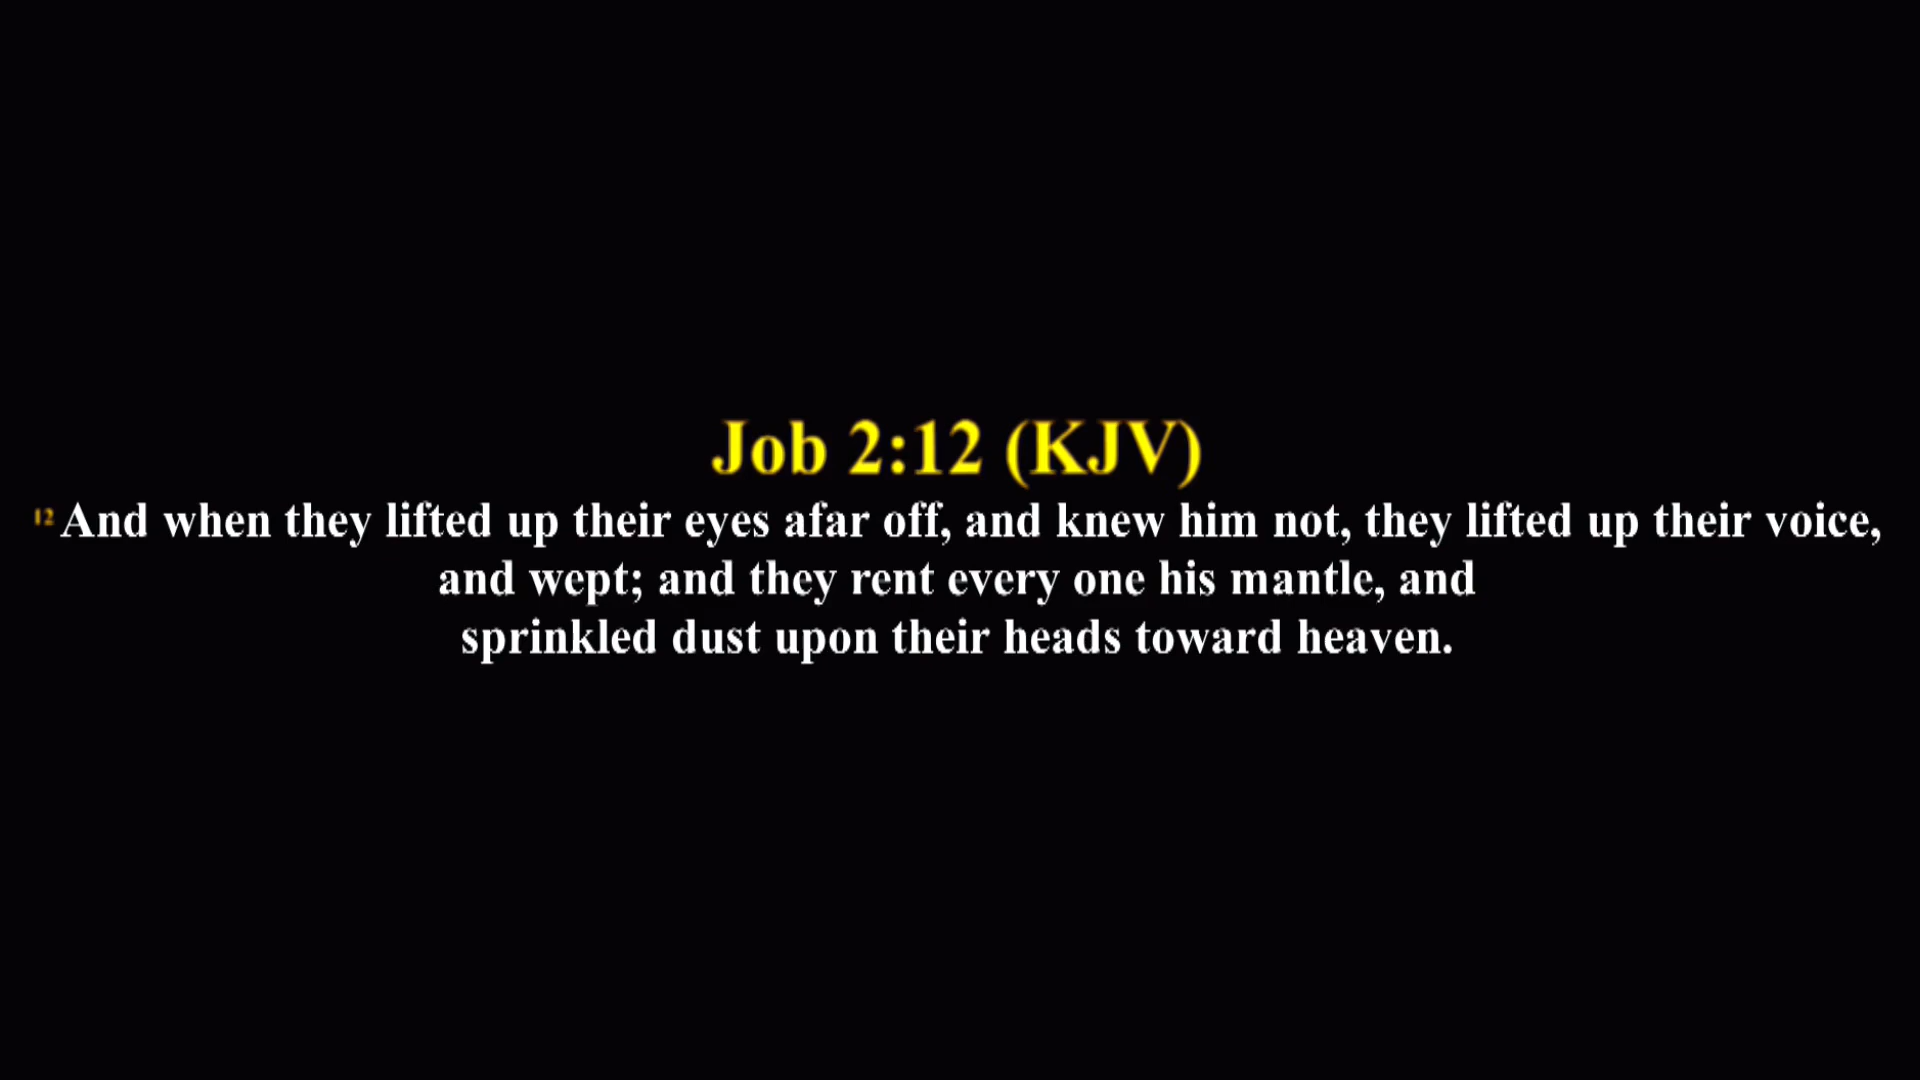 Job 2:12 (KJV)
12 And when they lifted up their eyes afar off, and knew him not, they lifted up their voice,
and wept; and they rent every one his mantle, and
sprinkled dust upon their heads toward heaven.